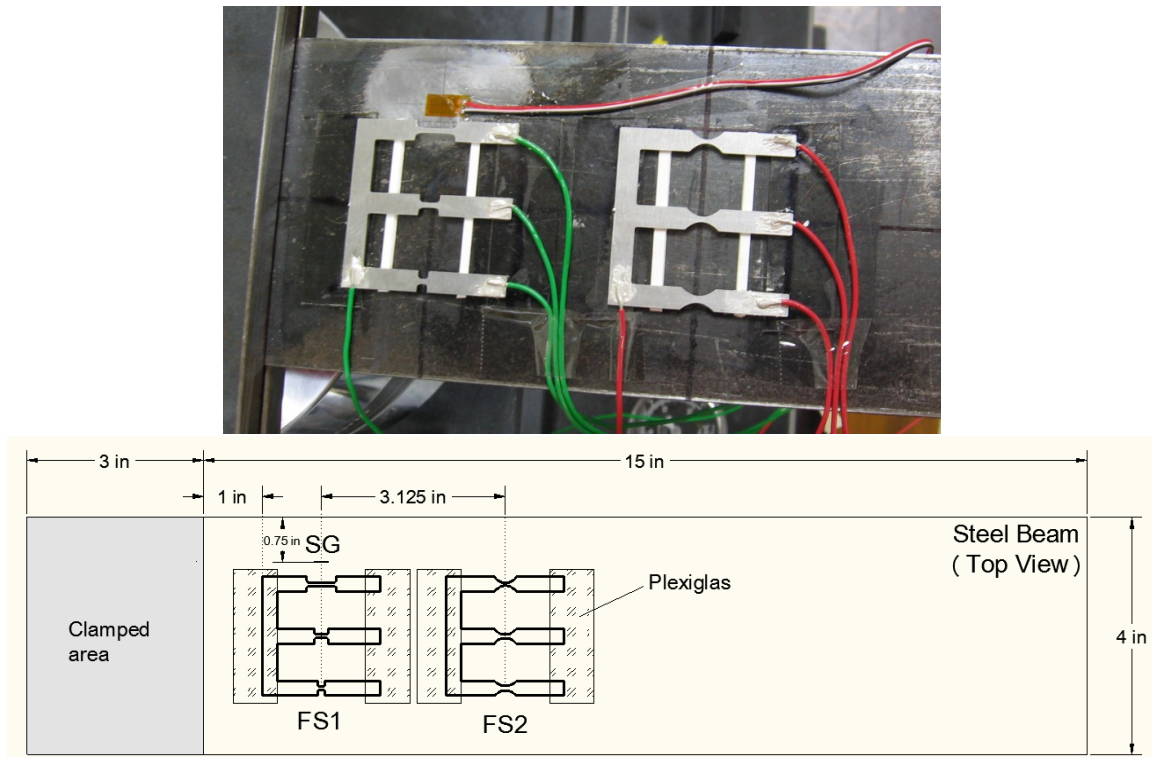 3 in
15 in
1 in
3.125 in
0.75 in
SG
Steel Beam
( Top View )
Plexiglas
Clamped
area
4 in
FS1
FS2